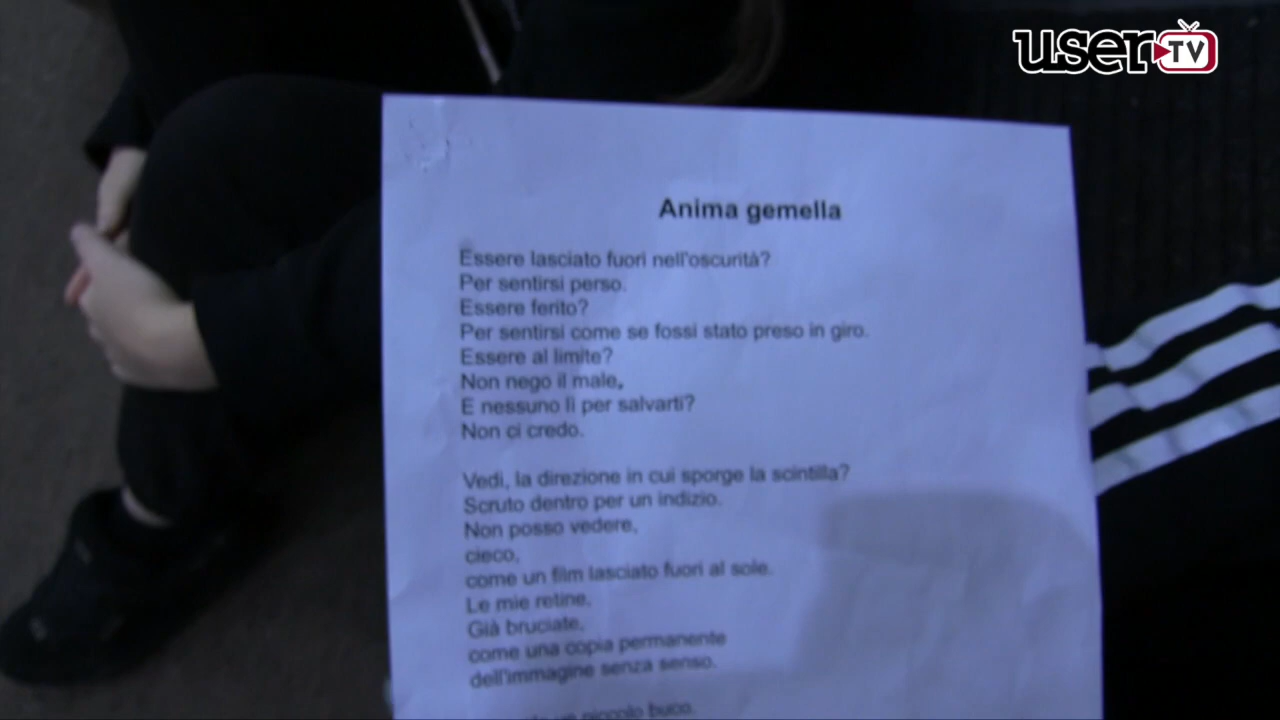 user TV
Anima gemella
Essere lasciato fuori nell'oscurità?
Per sentirsi perso.
Essere ferito?
Per sentirsi come se fossi stato preso in giro.
Essere al limite?
Non nego il male,
E nessuno lì per salvarti?
Non ci credo.
Vedi, la direzione in cui sporge la scintilla?
Scruto dentro per un indizio.
Non posso vedere,
cieco,
come un film lasciato fuori al sole.
Le mie retine,
Già bruciate,
come una copia permanente
dell'immagine senza senso.
piccolo buco.